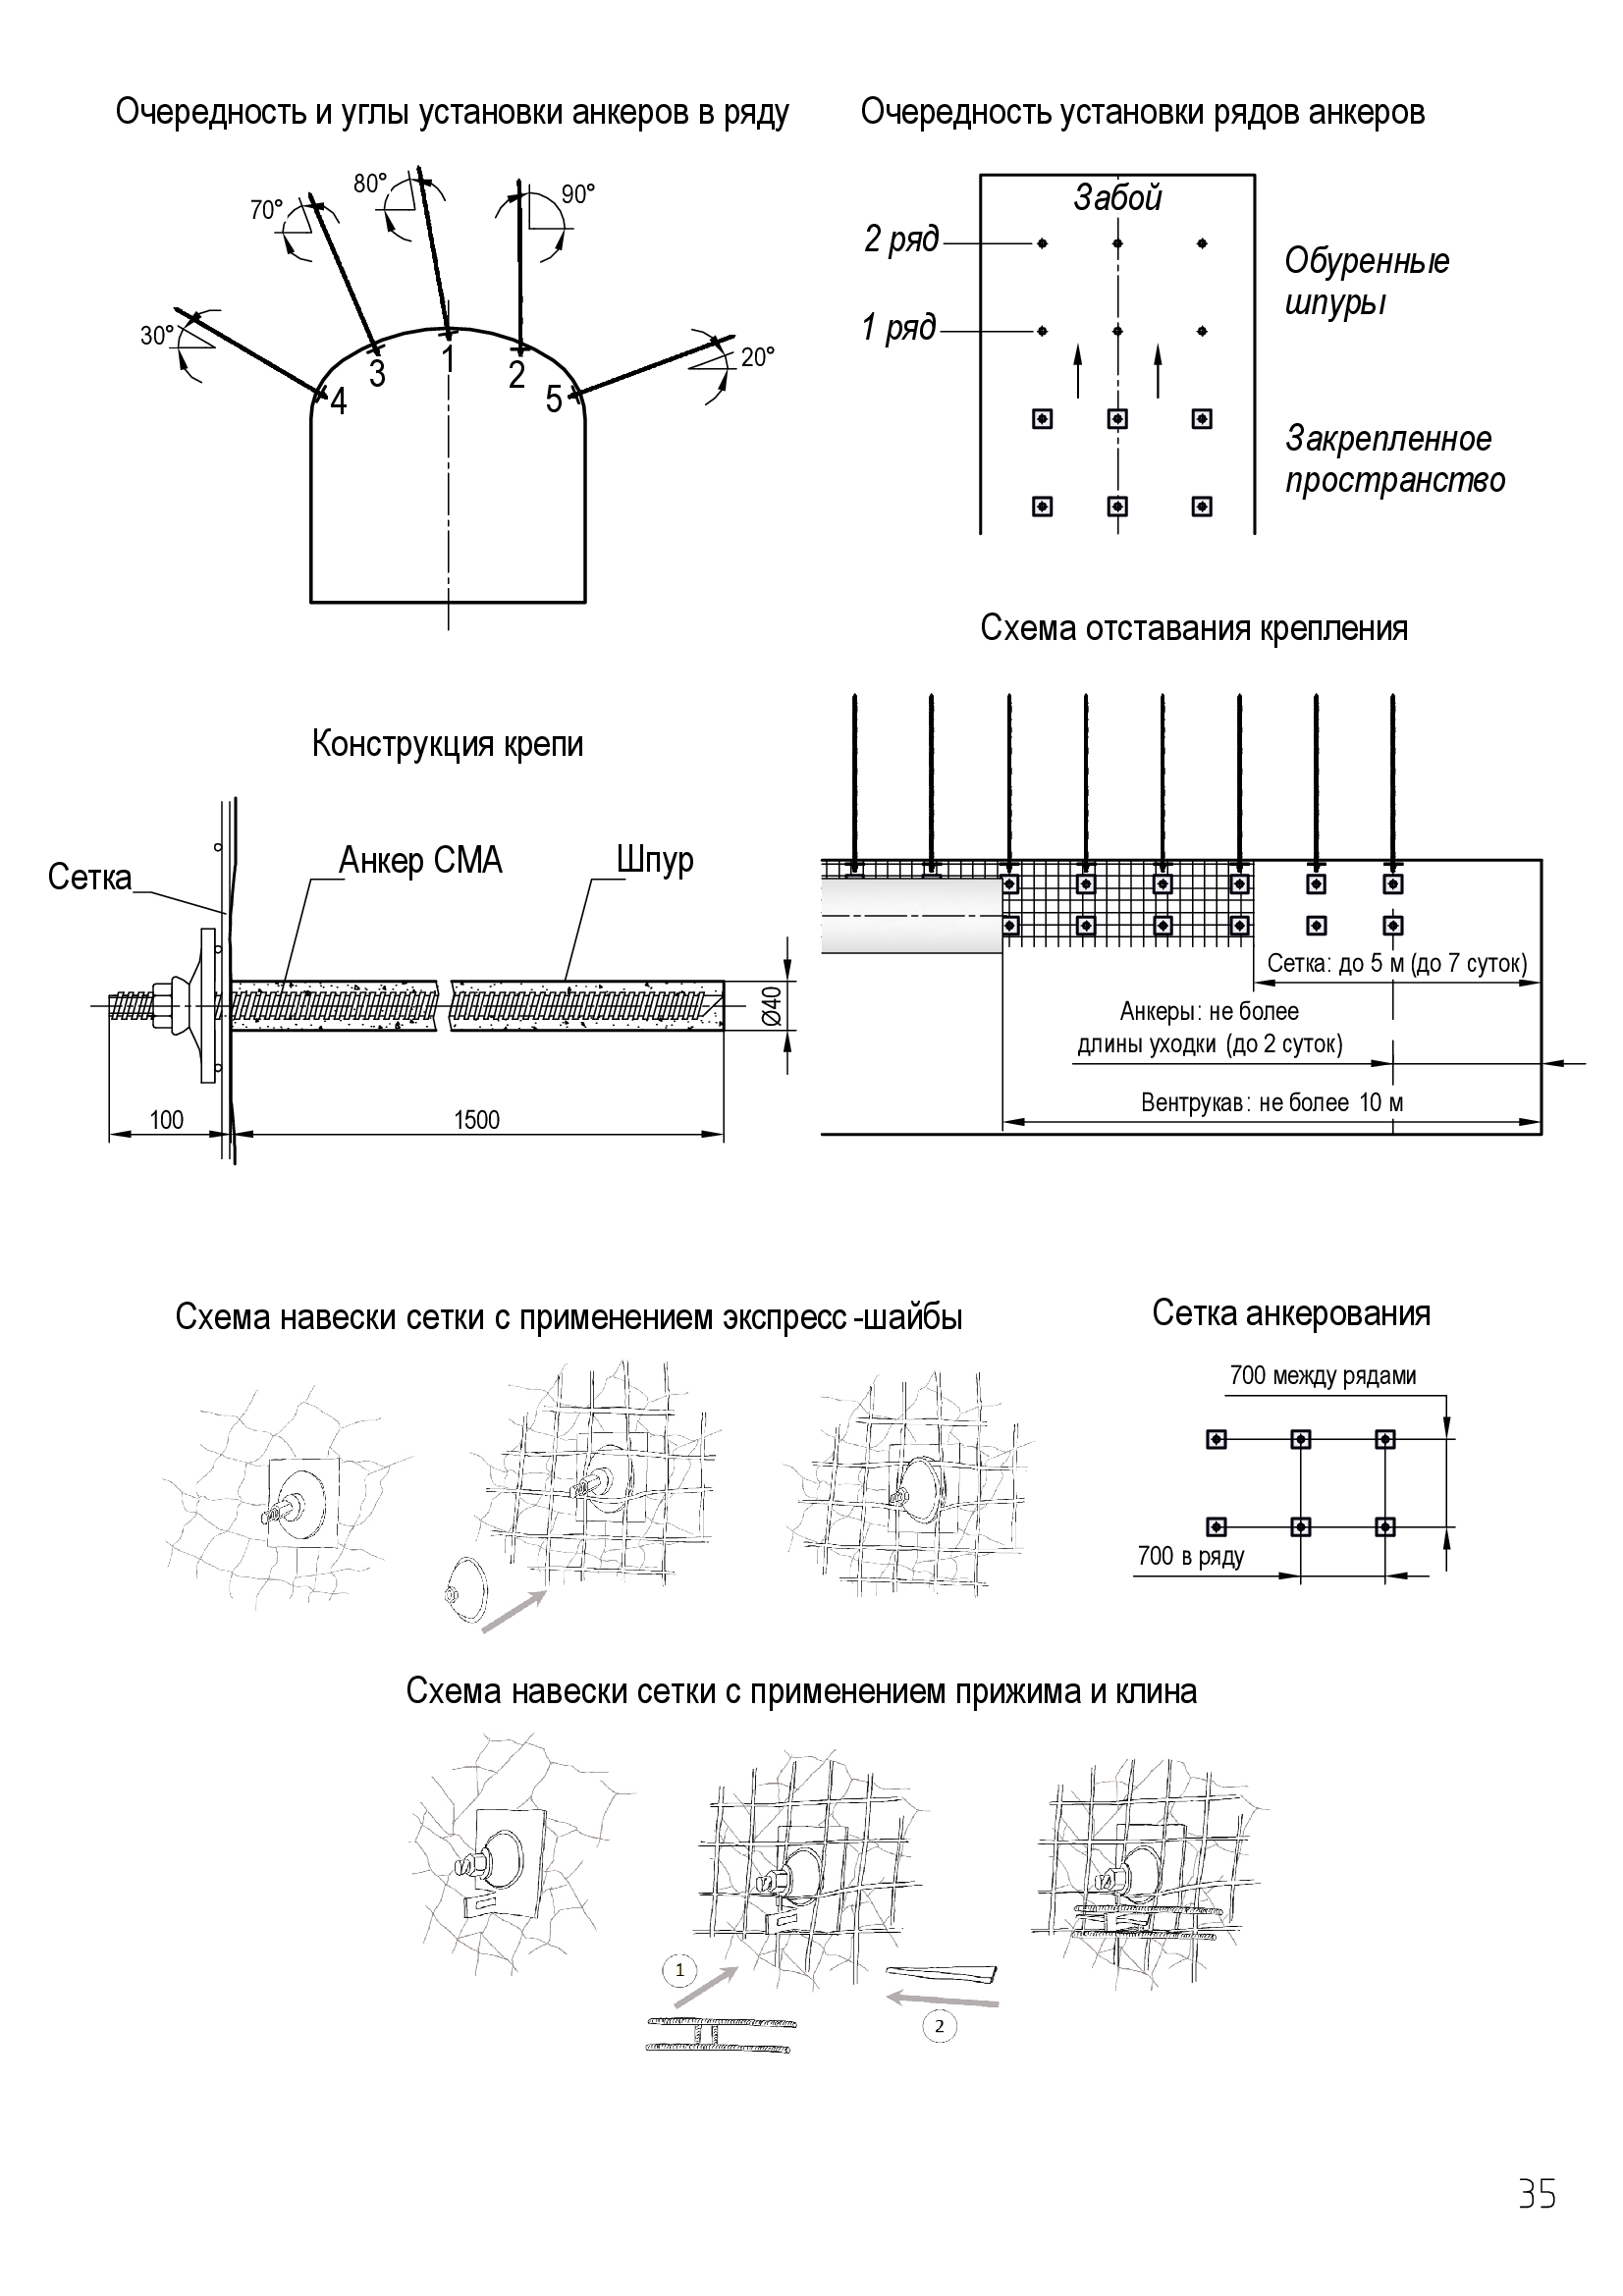 Очередность и углы установки анкеров в ряду
30°
70°
80°
90°
20°
4
3
1
2
5
Очередность установки рядов анкеров
Забой
2 ряд
1 ряд
Обуренные
шпуры
Закрепленное
пространство
Конструкция крепи
Сетка
Анкер СМА
Шпур
Ø40
100
1500
Схема отставания крепления
Сетка: до 5 м (до 7 суток)
Анкеры: не более
длины уходки (до 2 суток)
Вентрукав: не более 10 м
Схема навески сетки с применением экспресс-шайбы
Сетка анкерования
700 между рядами
700 в ряду
Схема навески сетки с применением прижима и клина
1
2
35